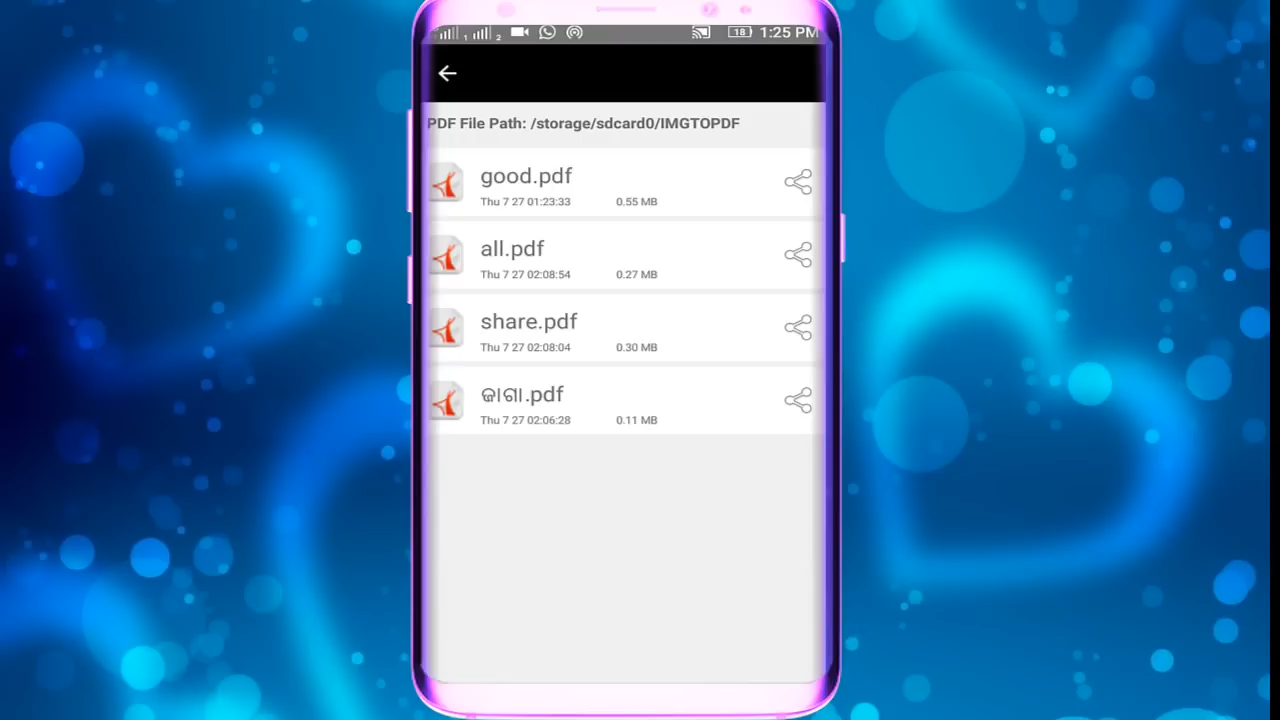 1 2 18 1:25 PM
PDF File Path: /storage/sdcard0/IMGTOPDF
good.pdf
Thu 7 27 01:23:33 0.55 MB
all.pdf
Thu 7 27 02:08:54 0.27 MB
share.pdf
Thu 7 27 02:08:04 0.30 MB
ଜାଗା.pdf
Thu 7 27 02:06:28 0.11 MB